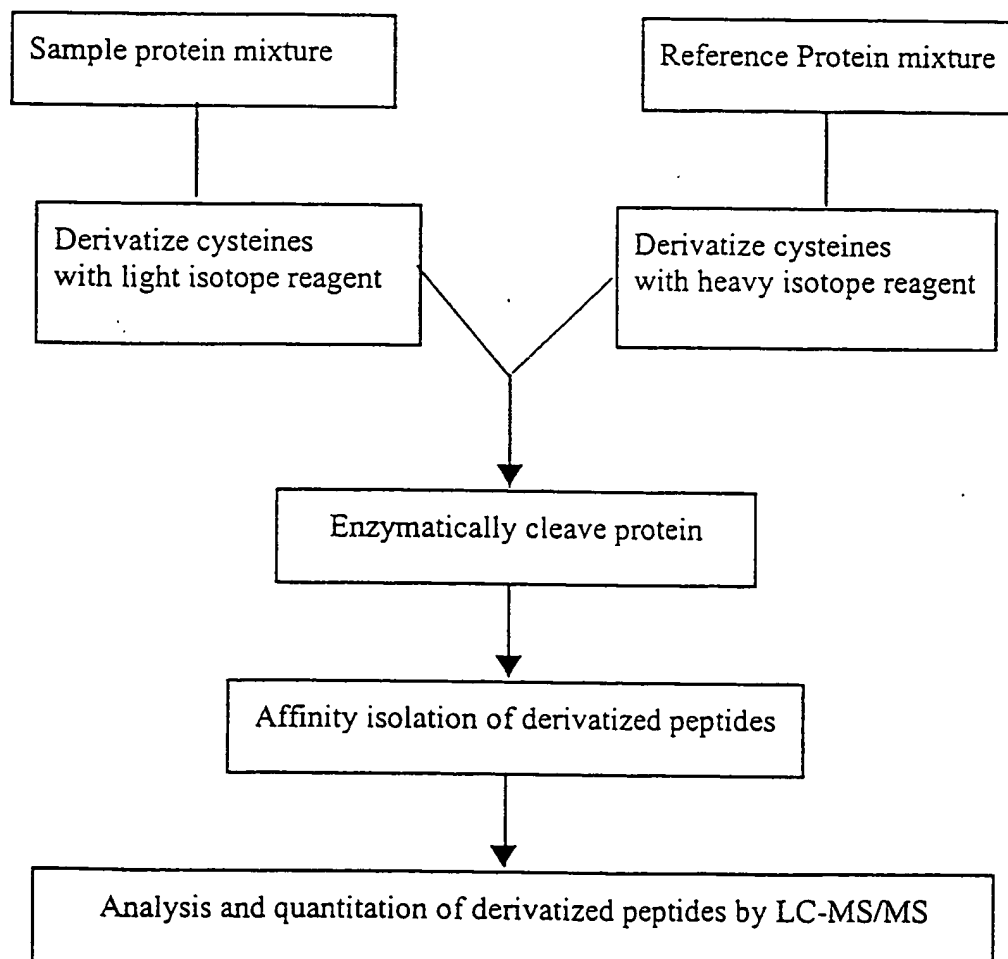 Sample protein mixture
Reference Protein mixture
Derivatize cysteines
with light isotope reagent
Derivatize cysteines
with heavy isotope reagent
Enzymatically cleave protein
Affinity isolation of derivatized peptides
Analysis and quantitation of derivatized peptides by LC-MS/MS